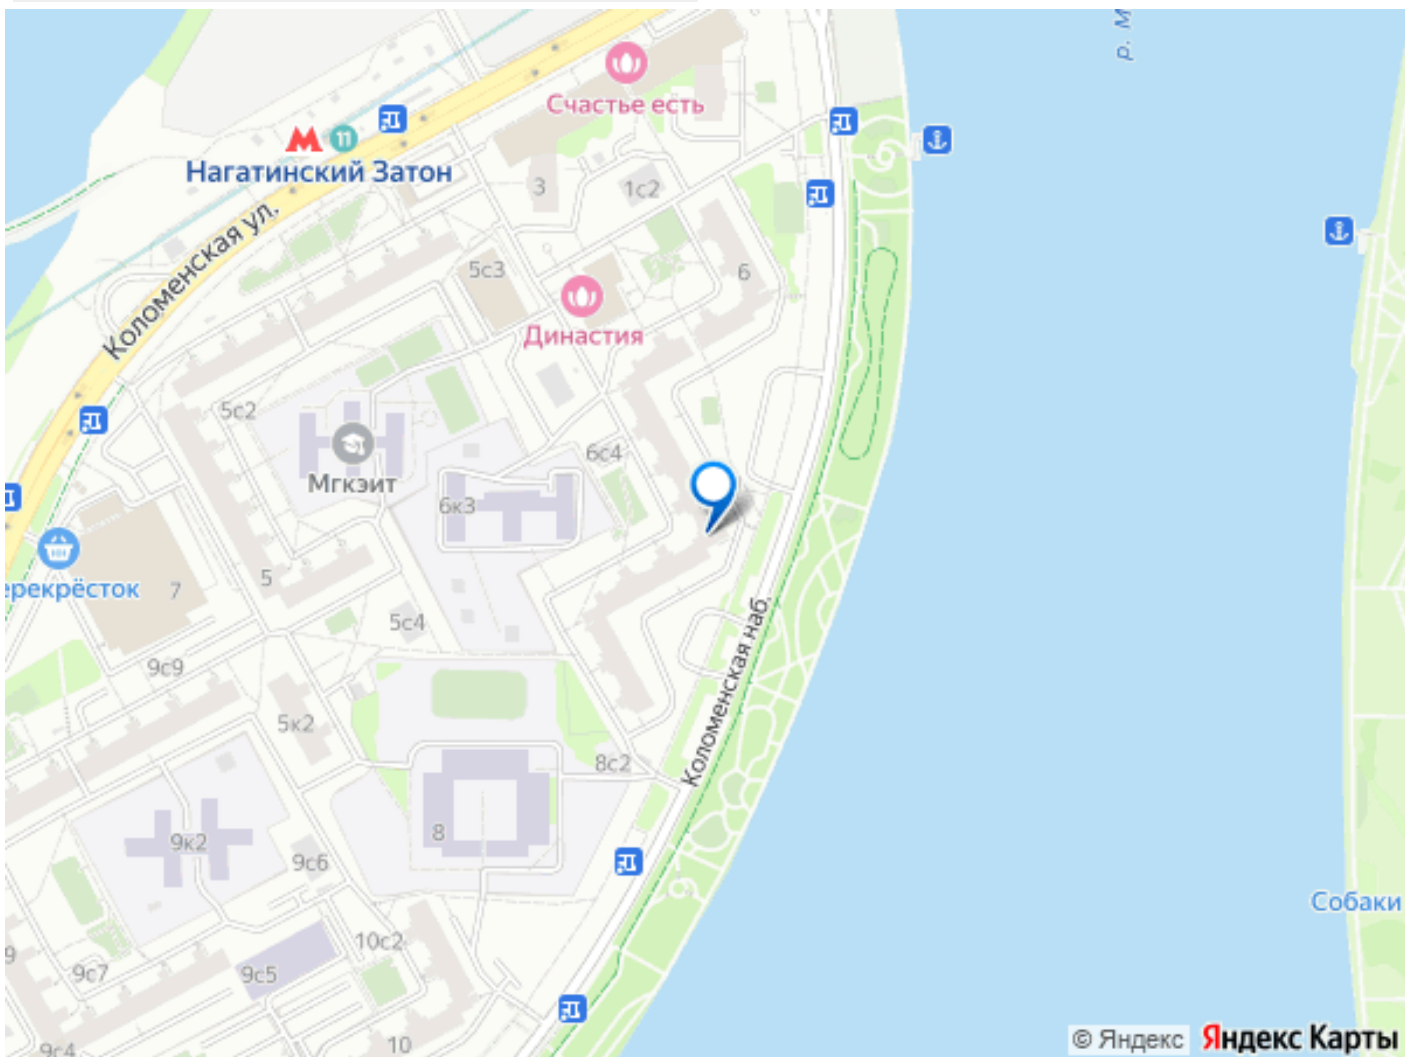 р. М
Счастье есть
11
Нагатинский Затон
3
1с2
Коломенская ул.
5с3
6
Династия
5с2
Мгкэит
6с4
6к3
ерекрёсток
7
5
5с4
Коломенская наб.
9с9
5к2
8с2
8
9к2
9с6
Собаки
10с2
9
9с7
9с5
10
9с4
© Яндекс Яндекс Карты